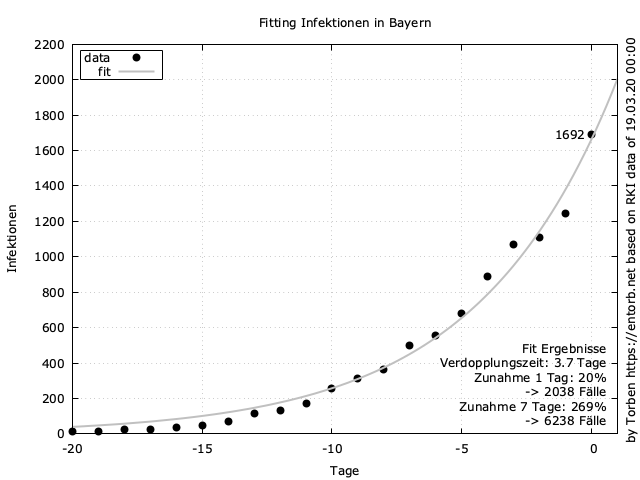 Fitting Infektionen in Bayern
data
fit
2200
2000
1800
1600
1400
1200
1000
800
600
400
200
0
Infektionen
1692
Fit Ergebnisse
Verdopplungszeit: 3.7 Tage
Zunahme 1 Tag: 20%
-> 2038 Fälle
Zunahme 7 Tage: 269%
-> 6238 Fälle
-20 -15 -10 -5 0
Tage
by Torben https://entorb.net based on RKI data of 19.03.20 00:00